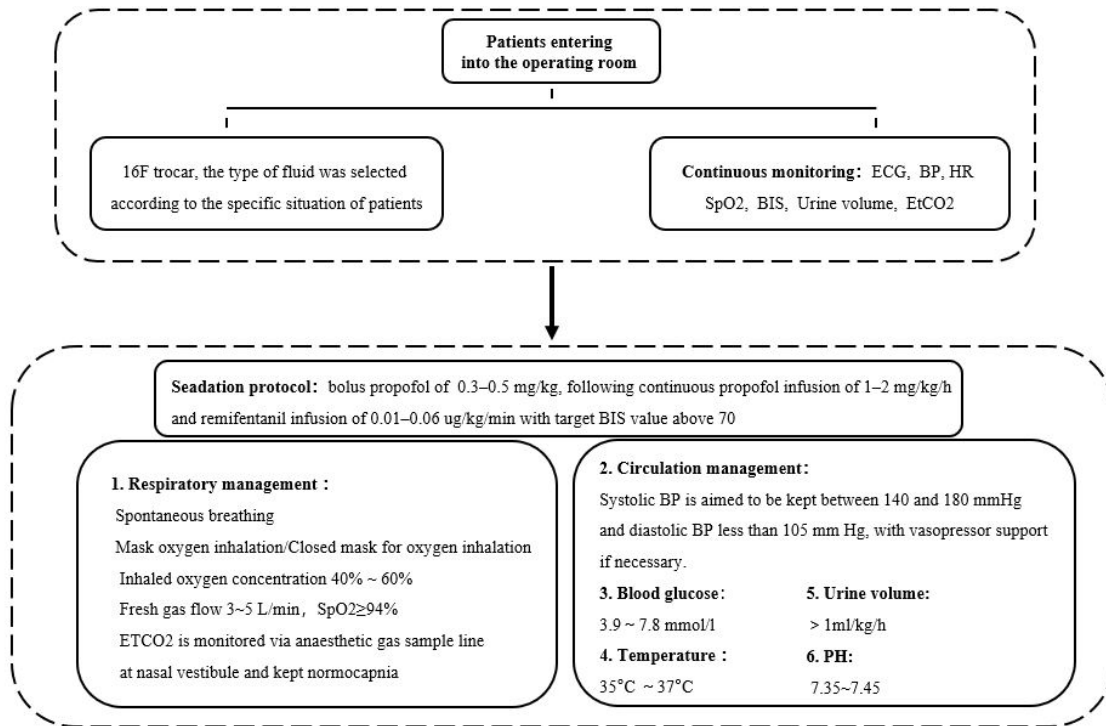 Patients entering
into the operating room
16F trocar, the type of fluid was selected
according to the specific situation of patients
Continuous monitoring: ECG, BP, HR
SpO2, BIS, Urine volume, EtCO2
Seadation protocol: bolus propofol of 0.3–0.5 mg/kg, following continuous propofol infusion of 1–2 mg/kg/h
and remifentanil infusion of 0.01–0.06 ug/kg/min with target BIS value above 70
1. Respiratory management :
Spontaneous breathing
Mask oxygen inhalation/Closed mask for oxygen inhalation
Inhaled oxygen concentration 40% ~ 60%
Fresh gas flow 3~5 L/min, SpO2≥94%
ETCO2 is monitored via anaesthetic gas sample line
at nasal vestibule and kept normocapnia
2. Circulation management:
Systolic BP is aimed to be kept between 140 and 180 mmHg
and diastolic BP less than 105 mm Hg, with vasopressor support
if necessary.
3. Blood glucose:
3.9 ~ 7.8 mmol/l
4. Temperature :
35°C ~ 37°C
5. Urine volume:
> 1ml/kg/h
6. PH:
7.35~7.45